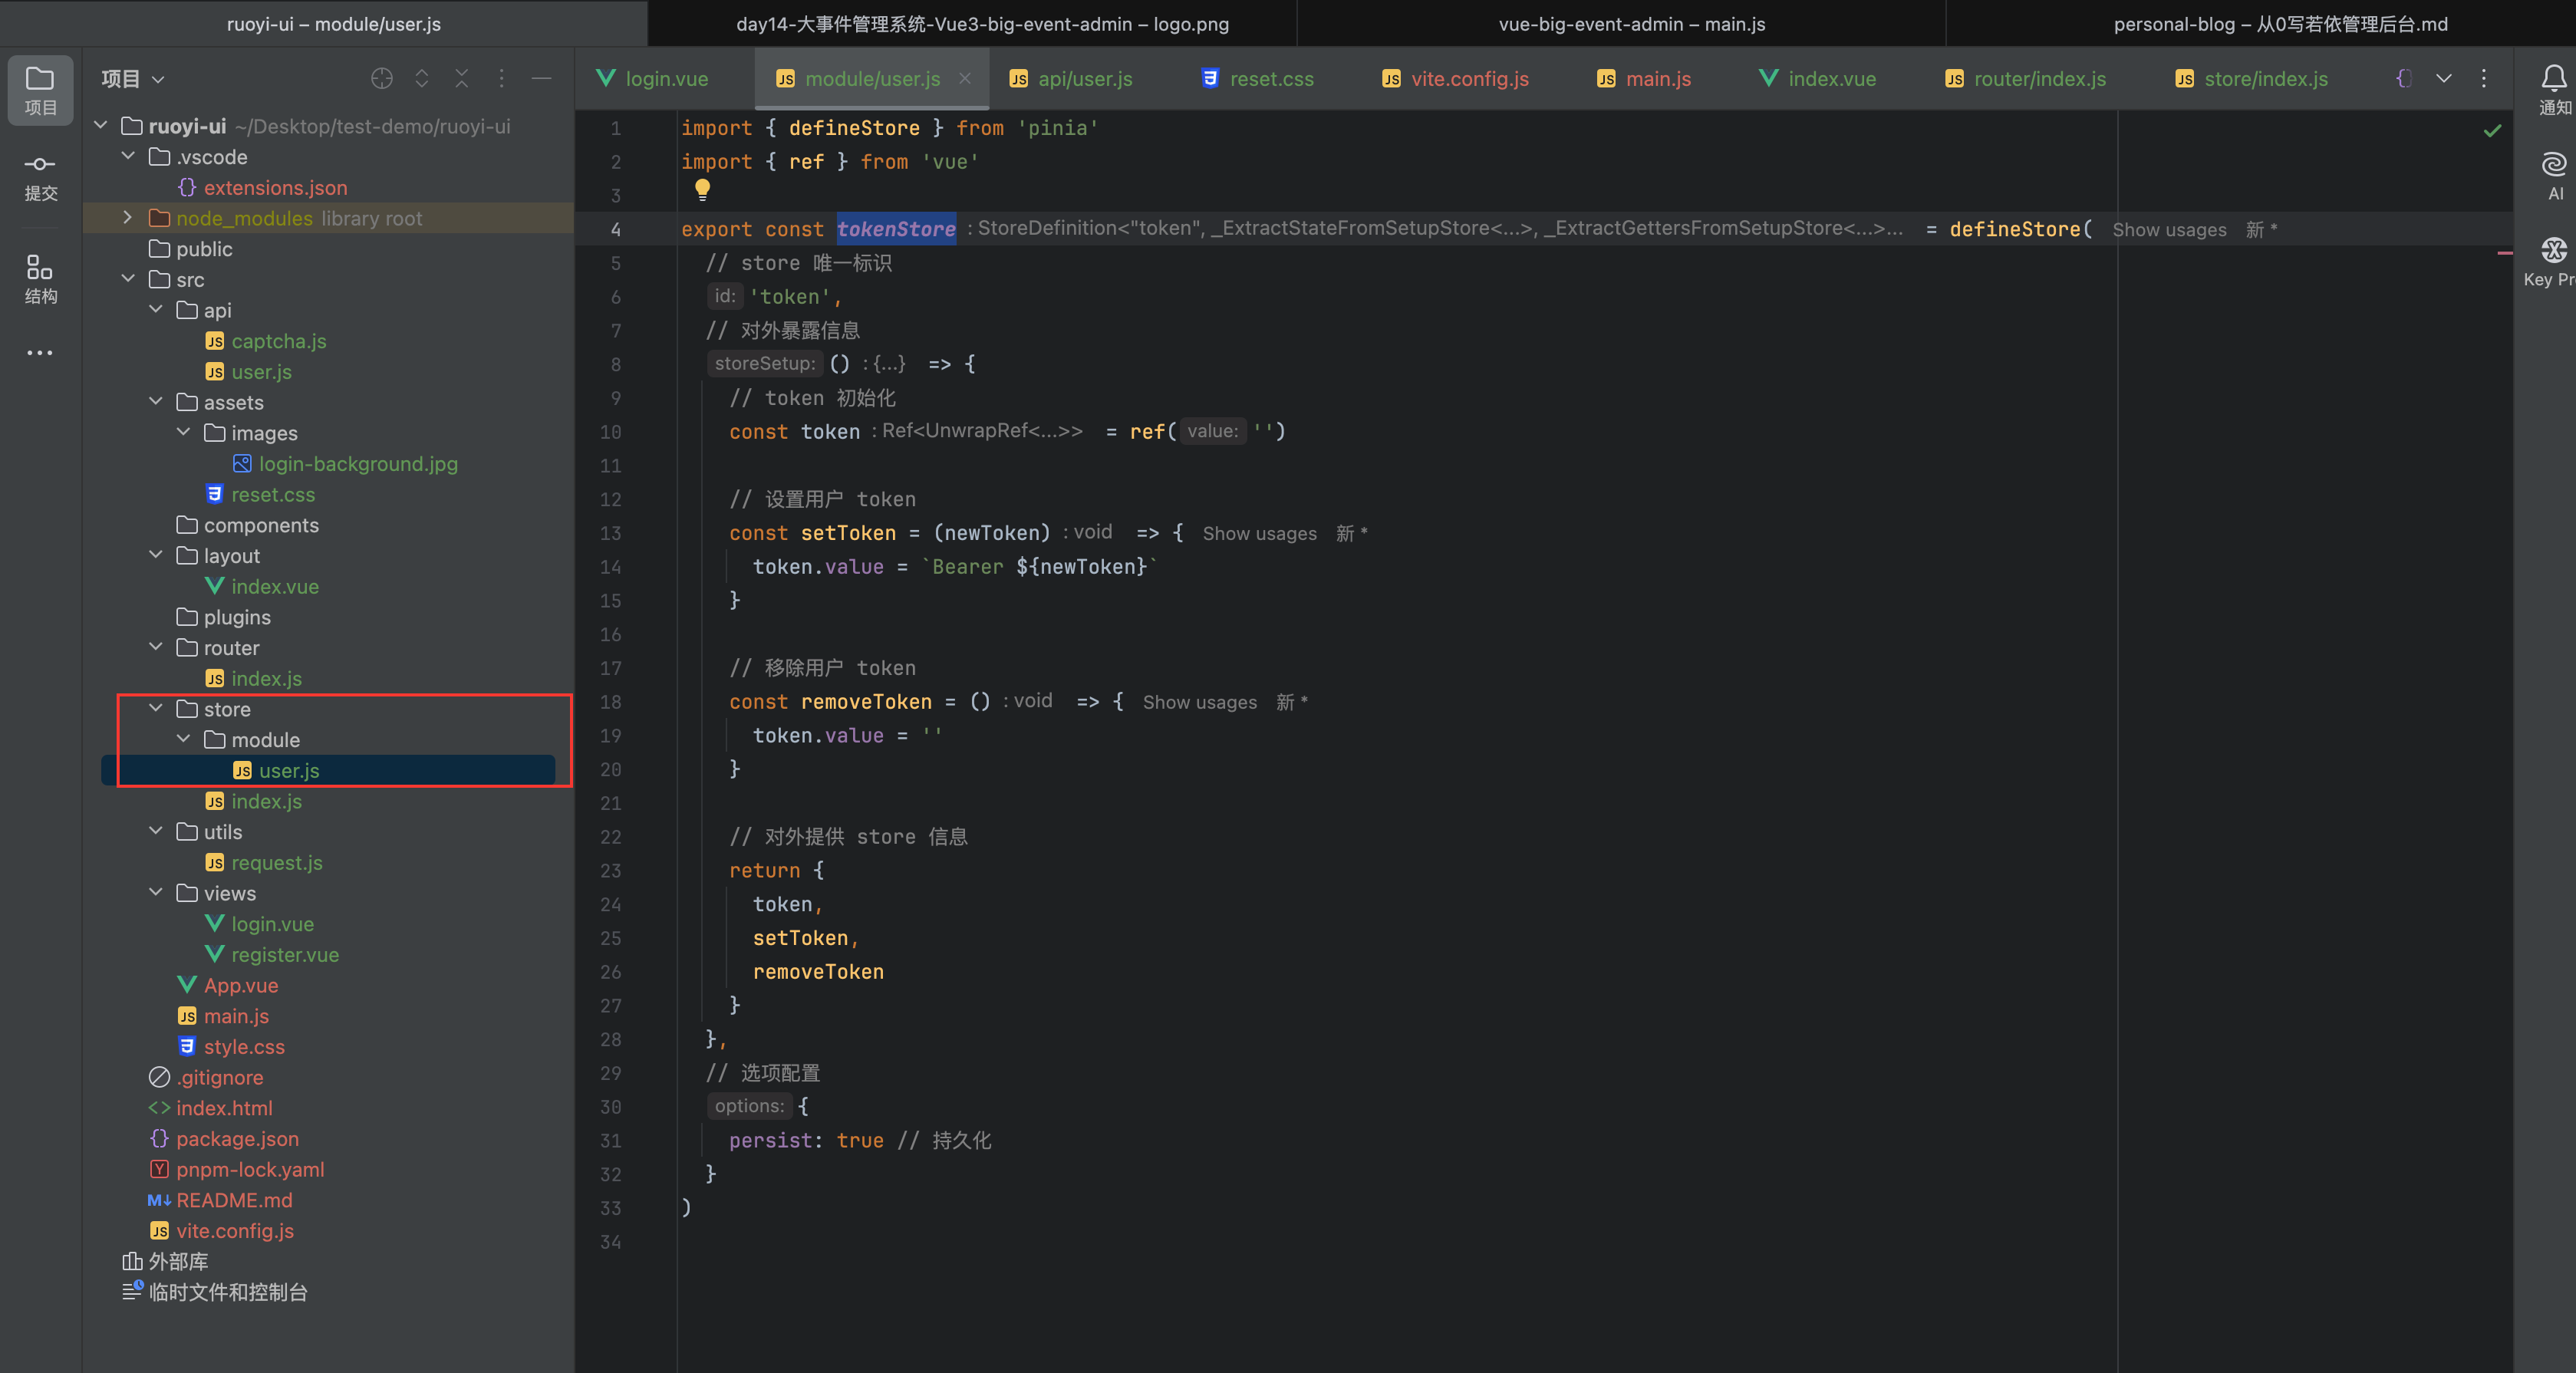 ruoyi-ui – module/user.js
day14-大事件管理系统-Vue3-big-event-admin – logo.png
vue-big-event-admin – main.js
personal-blog – 从0写若依管理后台.md
项目
提交
结构
项目
ruoyi-ui ~/Desktop/test-demo/ruoyi-ui
.vscode
extensions.json
node_modules library root
public
src
api
captcha.js
user.js
assets
images
login-background.jpg
reset.css
components
layout
index.vue
plugins
router
index.js
store
module
user.js
index.js
utils
request.js
views
login.vue
register.vue
App.vue
main.js
style.css
.gitignore
index.html
package.json
pnpm-lock.yaml
README.md
vite.config.js
外部库
临时文件和控制台
login.vue
module/user.js
api/user.js
reset.css
vite.config.js
main.js
index.vue
router/index.js
store/index.js
1 import { defineStore } from 'pinia'
2 import { ref } from 'vue'
3
4 export const tokenStore : StoreDefinition<"token", _ExtractStateFromSetupStore<...>, _ExtractGettersFromSetupStore<...>... = defineStore( Show usages 新 *
5 // store 唯一标识
6 id: 'token',
7 // 对外暴露信息
8 storeSetup: () : {...} => {
9 // token 初始化
10 const token : Ref<UnwrapRef<...>> = ref( value: '')
11
12 // 设置用户 token
13 const setToken = (newToken) : void => { Show usages 新 *
14 token.value = `Bearer ${newToken}`
15 }
16
17 // 移除用户 token
18 const removeToken = () : void => { Show usages 新 *
19 token.value = ''
20 }
21
22 // 对外提供 store 信息
23 return {
24 token,
25 setToken,
26 removeToken
27 }
28 },
29 // 选项配置
30 options: {
31 persist: true // 持久化
32 }
33 )
34
通知
AI
Key Pr